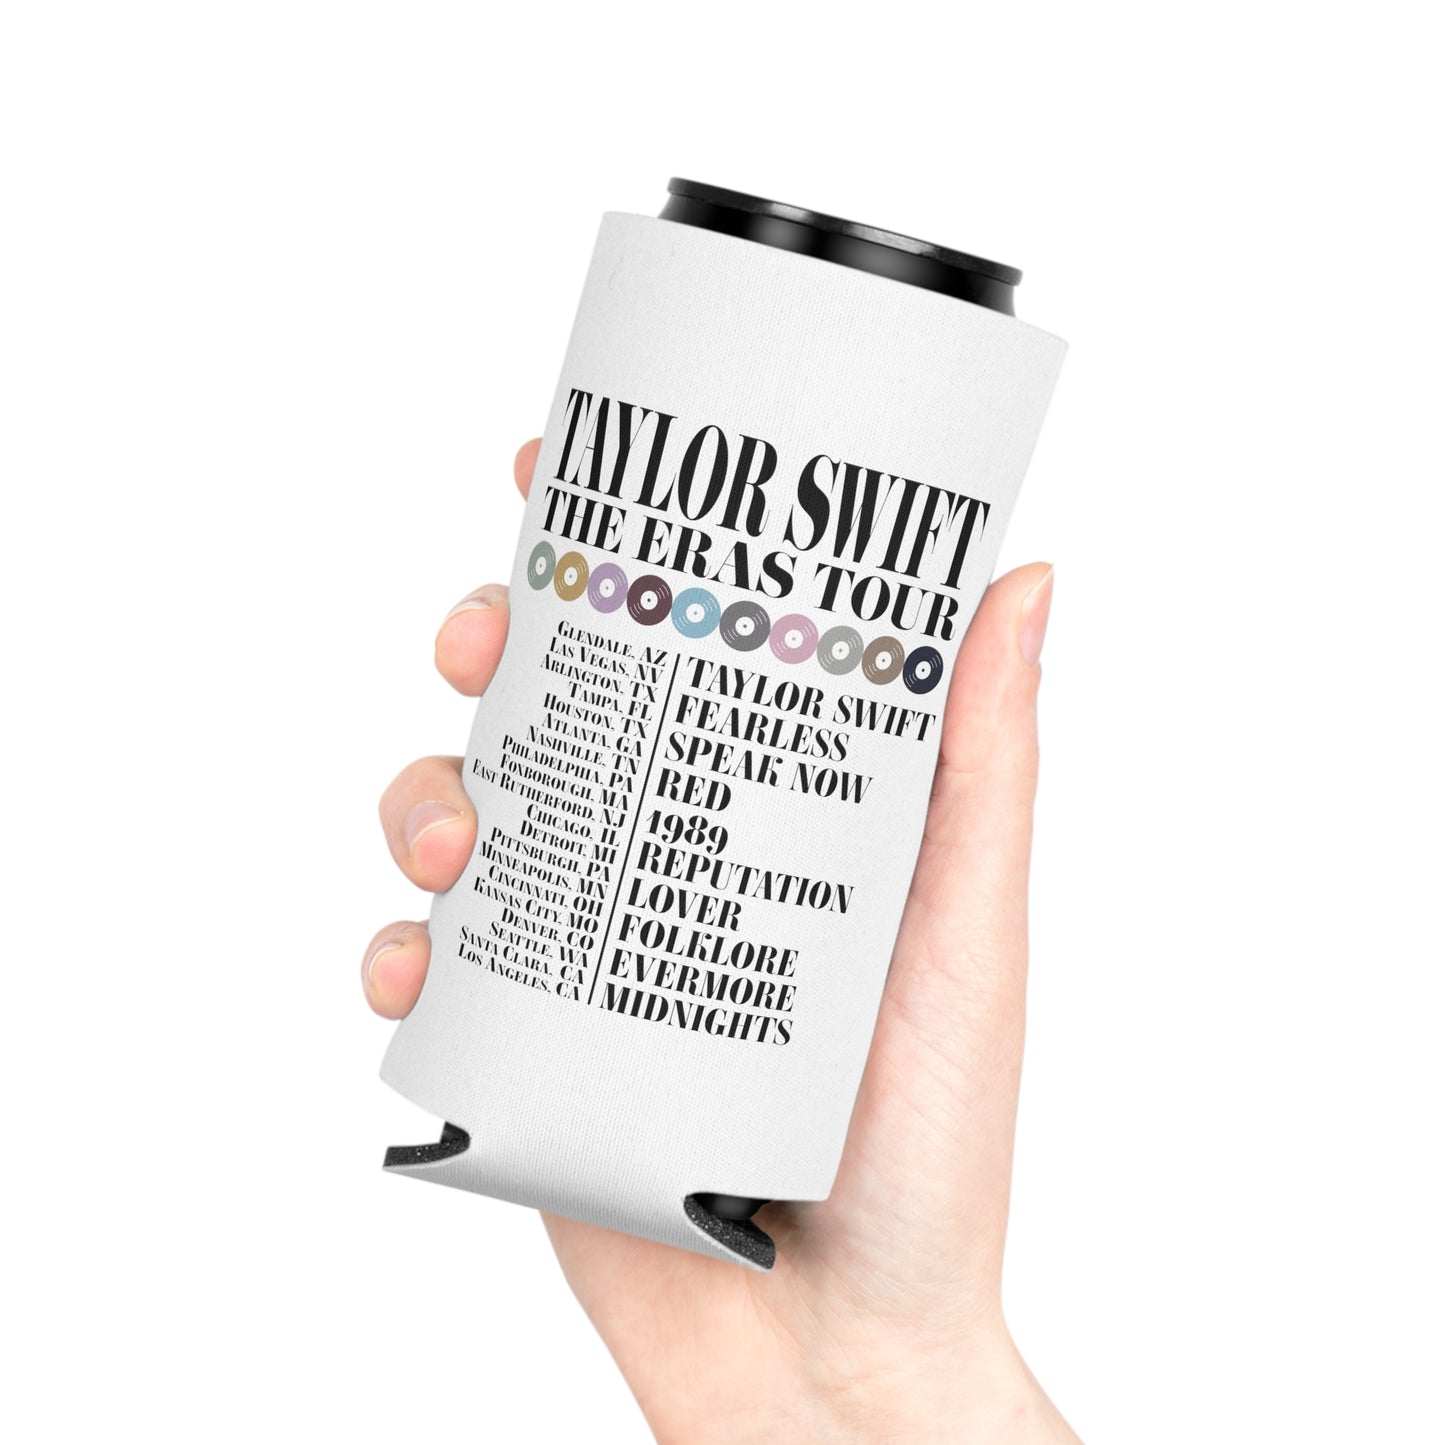 TAYLOR SWIFT
THE ERAS TOUR
GLENDALE, AZ
LAS VEGAS, NV
ARLINGTON, TX
TAMPA, FL
HOUSTON, TX
ATLANTA, GA
NASHVILLE, TN
PHILADELPHIA, PA
FOXBOROUGH, MA
EAST RUTHERFORD, NJ
CHICAGO, IL
DETROIT, MI
PITTSBURGH, PA
MINNEAPOLIS, MN
CINCINNATI, OH
KANSAS CITY, MO
DENVER, CO
SEATTLE, WA
SANTA CLARA, CA
LOS ANGELES, CA
TAYLOR SWIFT
FEARLESS
SPEAK NOW
RED
1989
REPUTATION
LOVER
FOLKLORE
EVERMORE
MIDNIGHTS